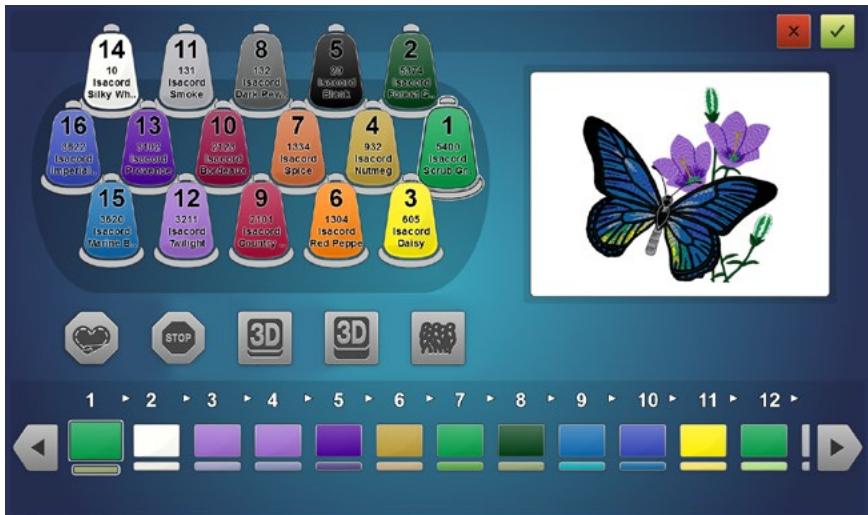 14
10
Isacord
Silky Wh..
11
131
Isacord
Smoke
8
132
Isacord
Dark Pew..
5
20
Isacord
Black
2
5374
Isacord
Forest G..
16
3622
Isacord
Imperial..
13
3102
Isacord
Provence
10
2123
Isacord
Bordeaux
7
1334
Isacord
Spice
4
932
Isacord
Nutmeg
1
5400
Isacord
Scrub Gr.
15
3620
Isacord
Marine B..
12
3211
Isacord
Twilight
9
2101
Isacord
Country ..
6
1304
Isacord
Red Peppe
3
605
Isacord
Daisy
STOP
3D
3D
1 2 3 4 5 6 7 8 9 10 11 12